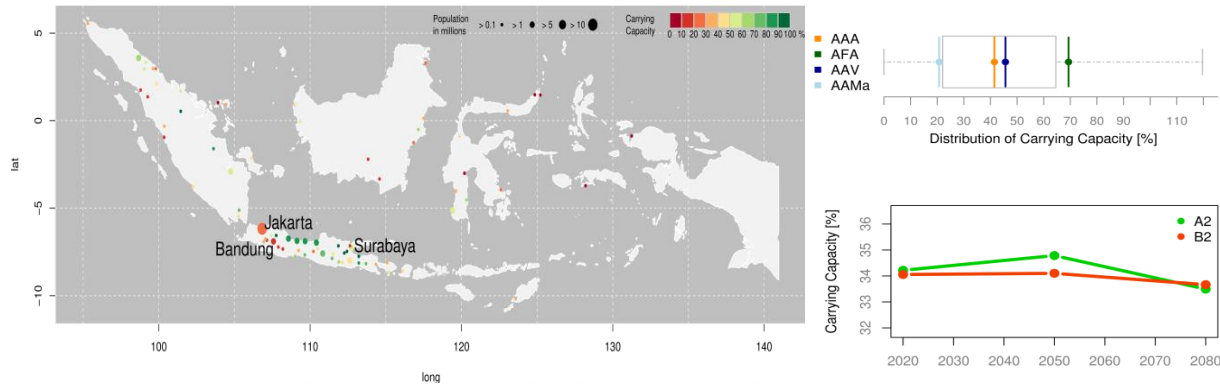 Population in millions > 0.1 > 1 > 5 > 10
Carrying Capacity
0 10 20 30 40 50 60 70 80 90 100 %
5
0
−5
−10
lat
Jakarta
Bandung
Surabaya
100 110 120 130 140
long
AAA
AFA
AAV
AAMa
0 10 20 30 40 50 60 70 80 90 110
Distribution of Carrying Capacity [%]
Carrying Capacity [%]
36
35
34
33
32
A2
B2
2020 2030 2040 2050 2060 2070 2080